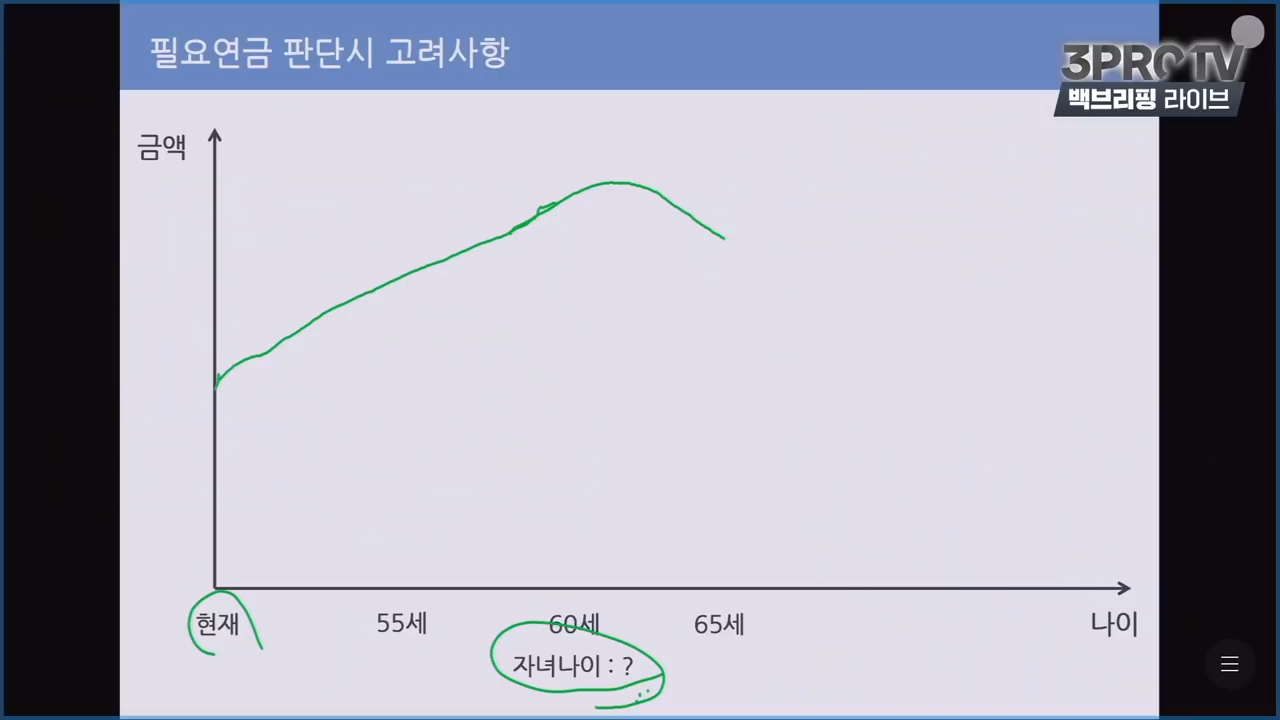 필요연금 판단시 고려사항
3PROTV
백브리핑 라이브
금액
현재
55세
60세
65세
나이
자녀나이 : ?